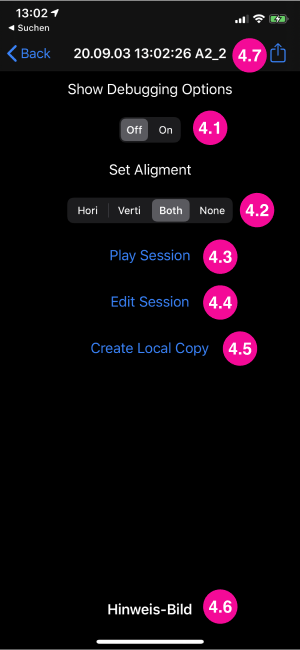 13:02
◀ Suchen
Back 20.09.03 13:02:26 A2_2 4.7
Show Debugging Options
Off On 4.1
Set Aligment
Hori Verti Both None 4.2
Play Session 4.3
Edit Session 4.4
Create Local Copy 4.5
Hinweis-Bild 4.6